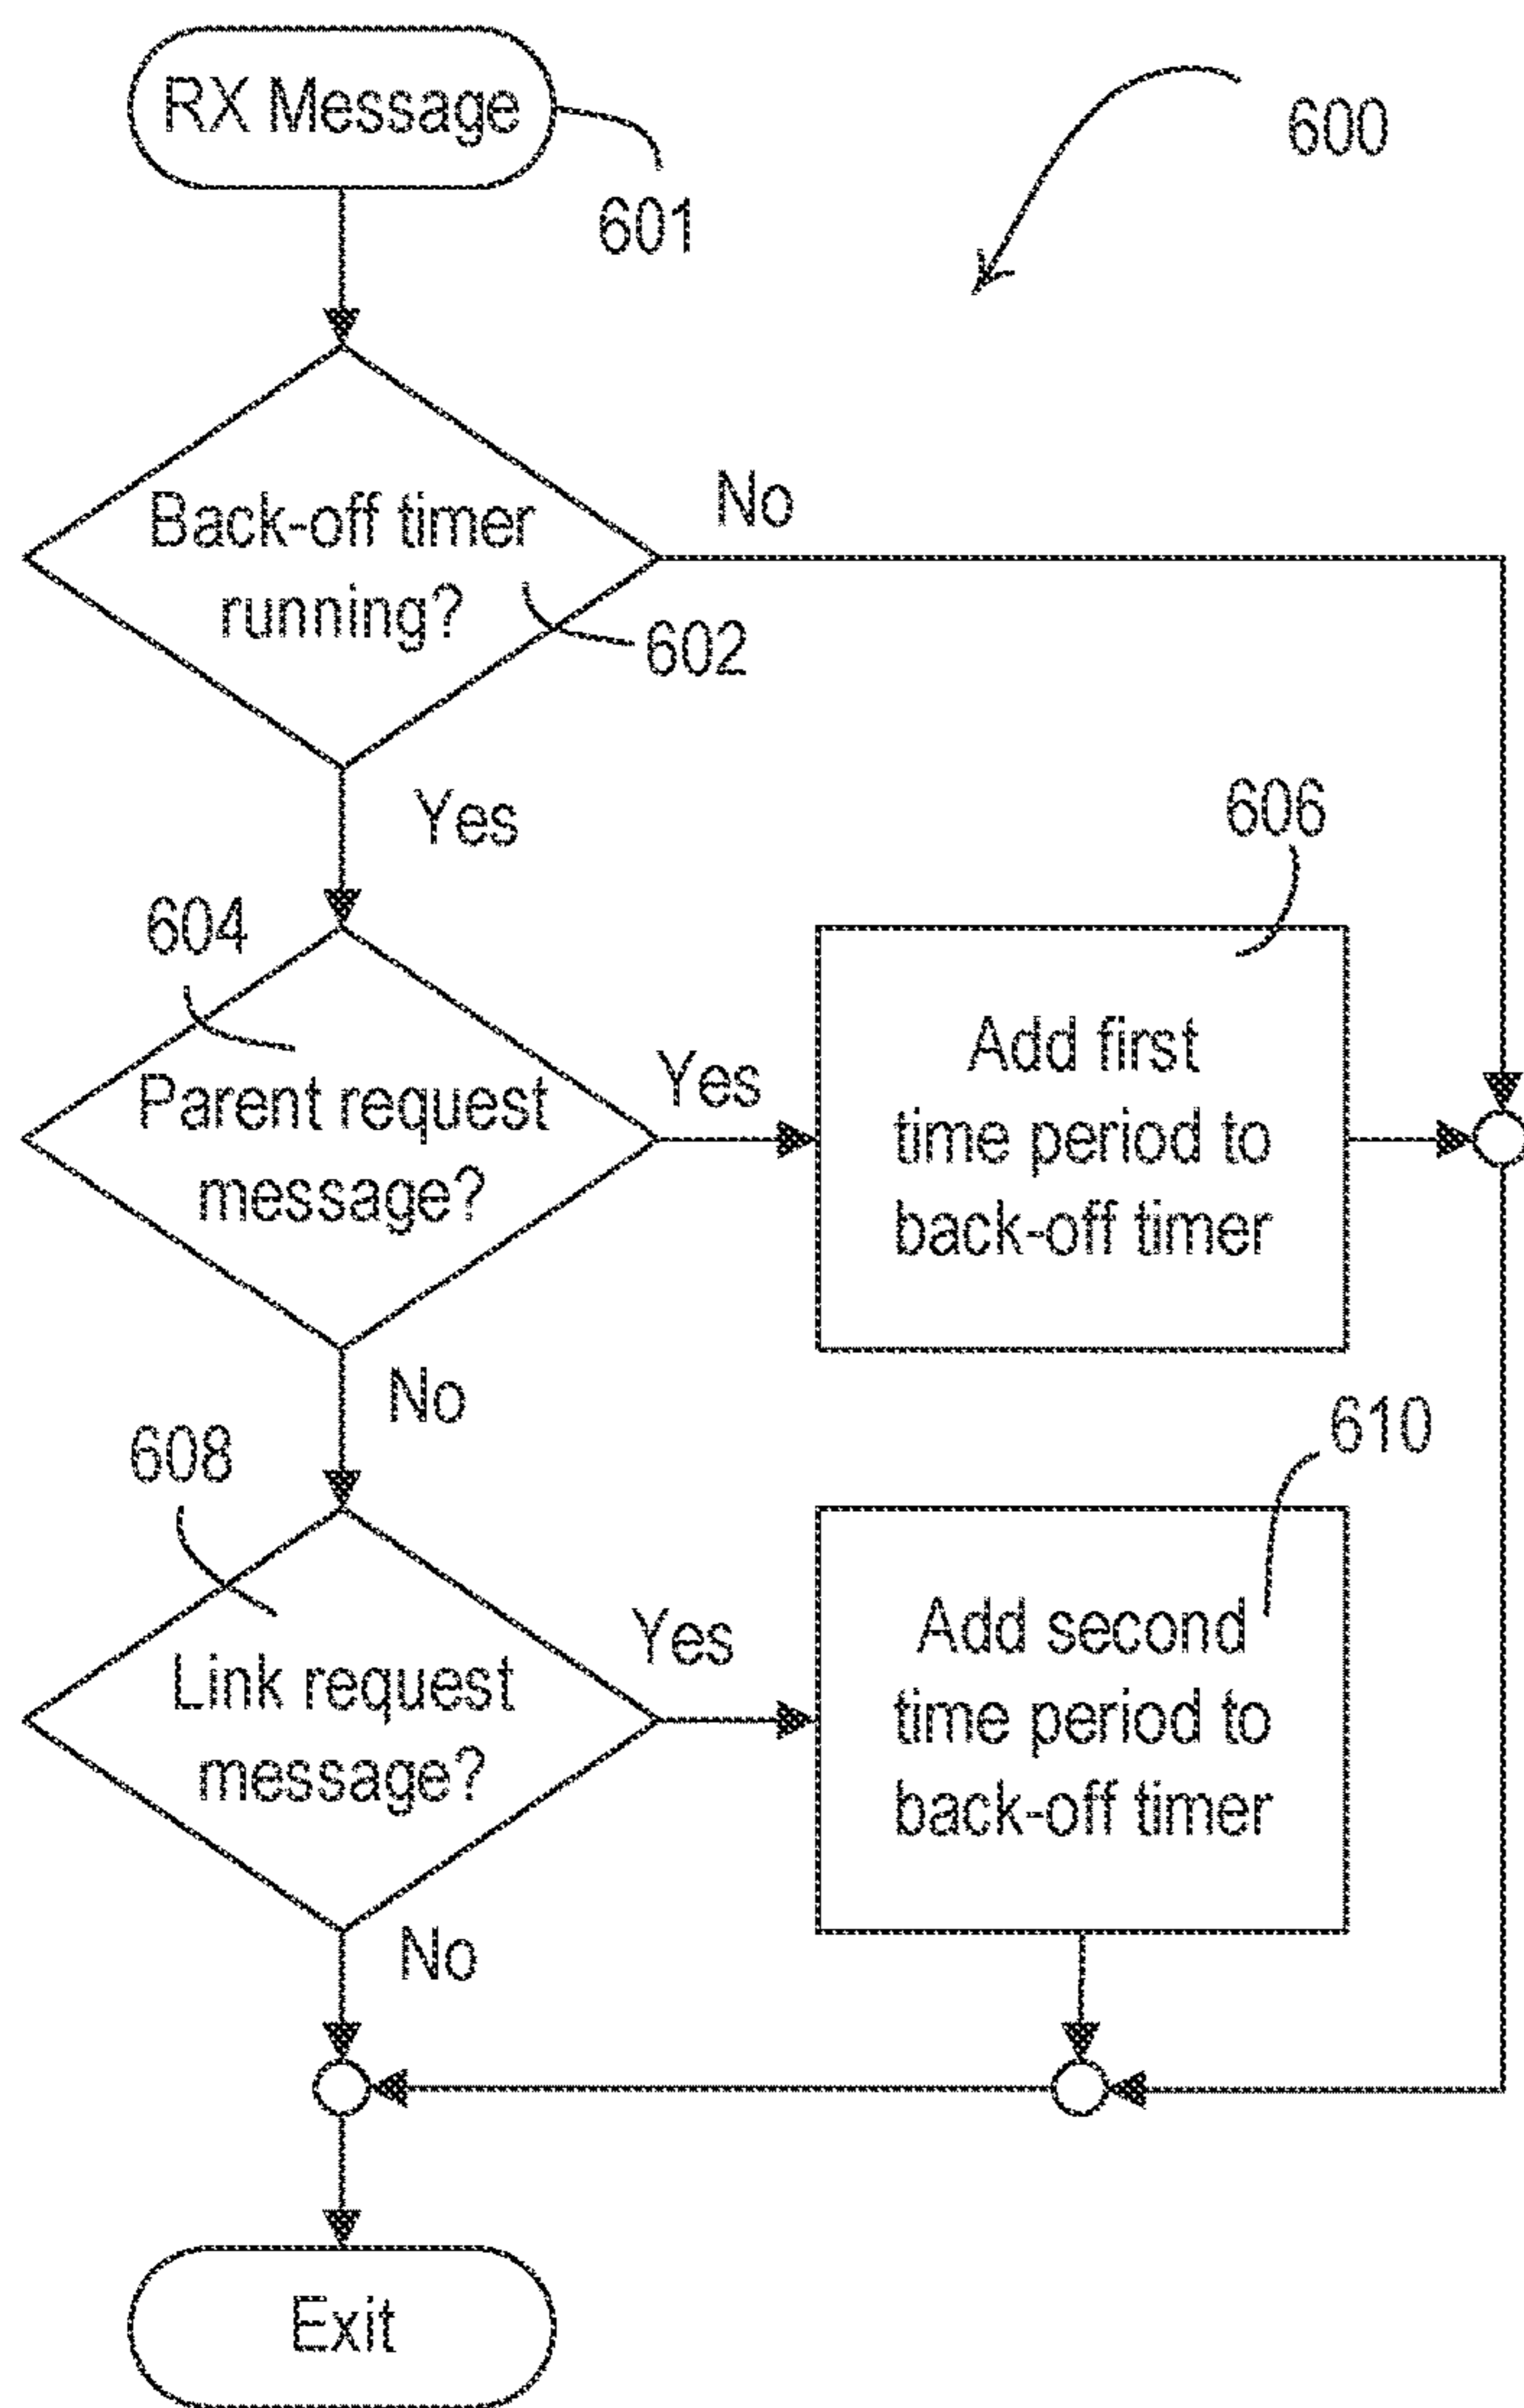 RX Message
600
601
No
Back-off timer
running?
602
Yes
606
604
Add first
Yes
Parent request
time period to
message?
back-off timer
No
610
608
Add second
Yes
Link request
time period to
message?
back-off timer
No
Exit